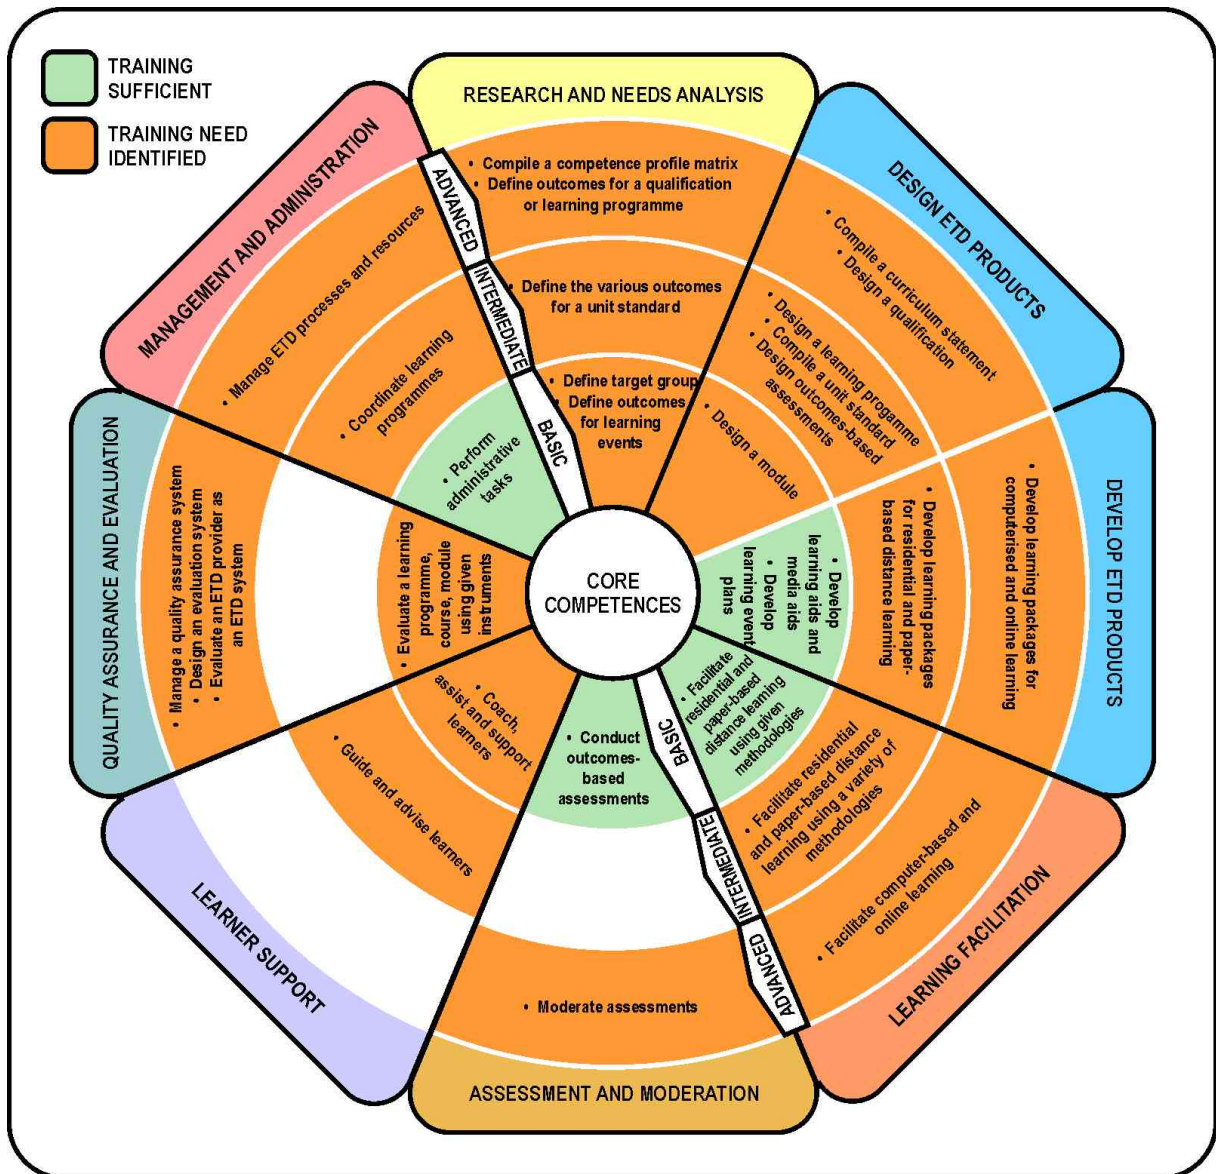 TRAINING
SUFFICIENT
TRAINING NEED
IDENTIFIED
RESEARCH AND NEEDS ANALYSIS
• Compile a competence profile matrix
• Define outcomes for a qualification
or learning programme
• Define the various outcomes
for a unit standard
• Define target group
• Define outcomes
for learning
events
ADVANCED
INTERMEDIATE
BASIC
DESIGN ETD PRODUCTS
• Compile a curriculum statement
• Design a qualification
• Design a learning progamme
• Compile a unit standard
• Design outcomes-based
assessments
• Design a module
DEVELOP ETD PRODUCTS
• Develop learning packages for
computerised and online learning
• Develop learning packages
for residential and paper-
based distance learning
• Develop
learning aids and
media aids
• Develop
learning event
plans
LEARNING FACILITATION
• Facilitate
residential and
paper-based
distance learning
using given
methodologies
• Facilitate residential
and paper-based distance
learning using a variety of
methodologies
• Facilitate computer-based and
online learning
BASIC
INTERMEDIATE
ADVANCED
ASSESSMENT AND MODERATION
• Conduct
outcomes-
based
assessments
• Moderate assessments
LEARNER SUPPORT
• Coach,
assist and support
learners
• Guide and advise learners
QUALITY ASSURANCE AND EVALUATION
• Manage a quality assurance system
• Design an evaluation system
• Evaluate an ETD provider as
an ETD system
• Evaluate a learning
programme,
course, module
using given
instruments
MANAGEMENT AND ADMINISTRATION
• Manage ETD processes and resources
• Coordinate learning
programmes
• Perform
administrative
tasks
CORE
COMPETENCES